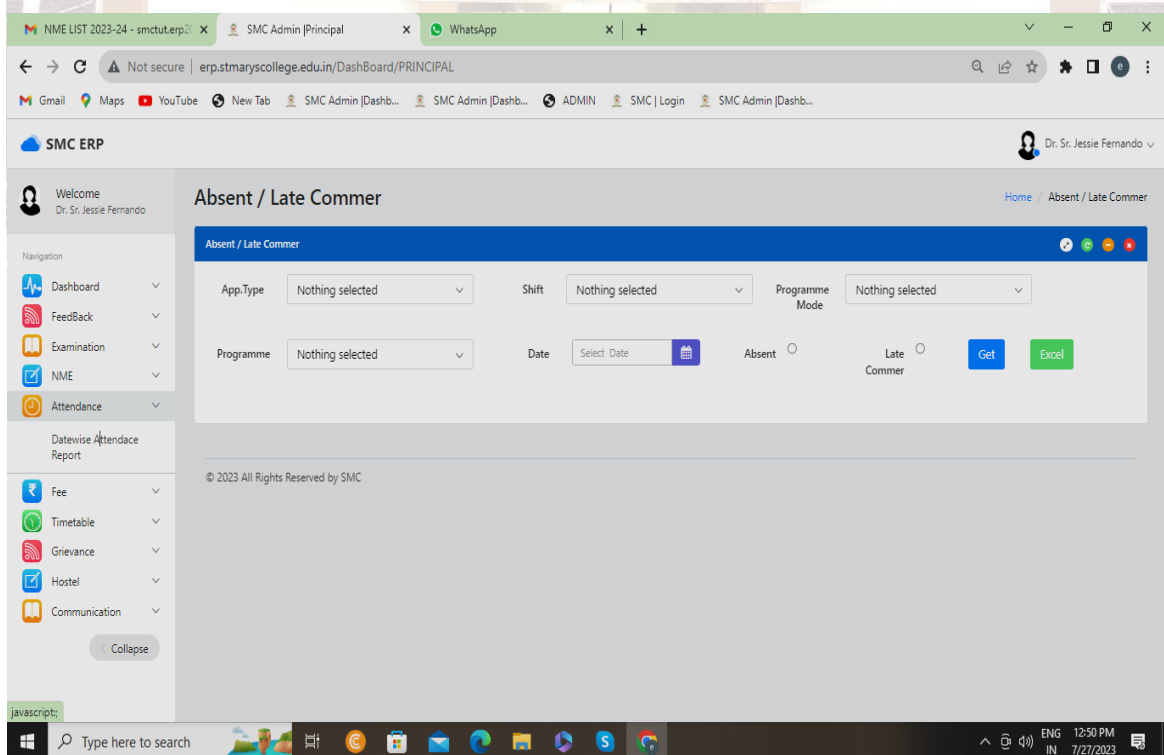 NME LIST 2023-24 - smctut.erp2
SMC Admin |Principal
WhatsApp
Not secure
erp.stmaryscollege.edu.in/DashBoard/PRINCIPAL
e
Gmail
Maps
YouTube
New Tab
SMC Admin |Dashb...
SMC Admin |Dashb...
ADMIN
SMC | Login
SMC Admin |Dashb...
SMC ERP
Dr. Sr. Jessie Fernando
Welcome
Dr. Sr. Jessie Fernando
Absent / Late Commer
Home / Absent / Late Commer
Navigation
Dashboard
FeedBack
Examination
NME
Attendance
Datewise Attendace
Report
Fee
Timetable
Grievance
Hostel
Communication
Collapse
Absent / Late Commer
App.Type
Nothing selected
Shift
Nothing selected
Programme
Mode
Nothing selected
Programme
Nothing selected
Date
Select Date
Absent
Late
Commer
Get
Excel
© 2023 All Rights Reserved by SMC
javascript:;
Type here to search
ENG
IN
12:50 PM
7/27/2023